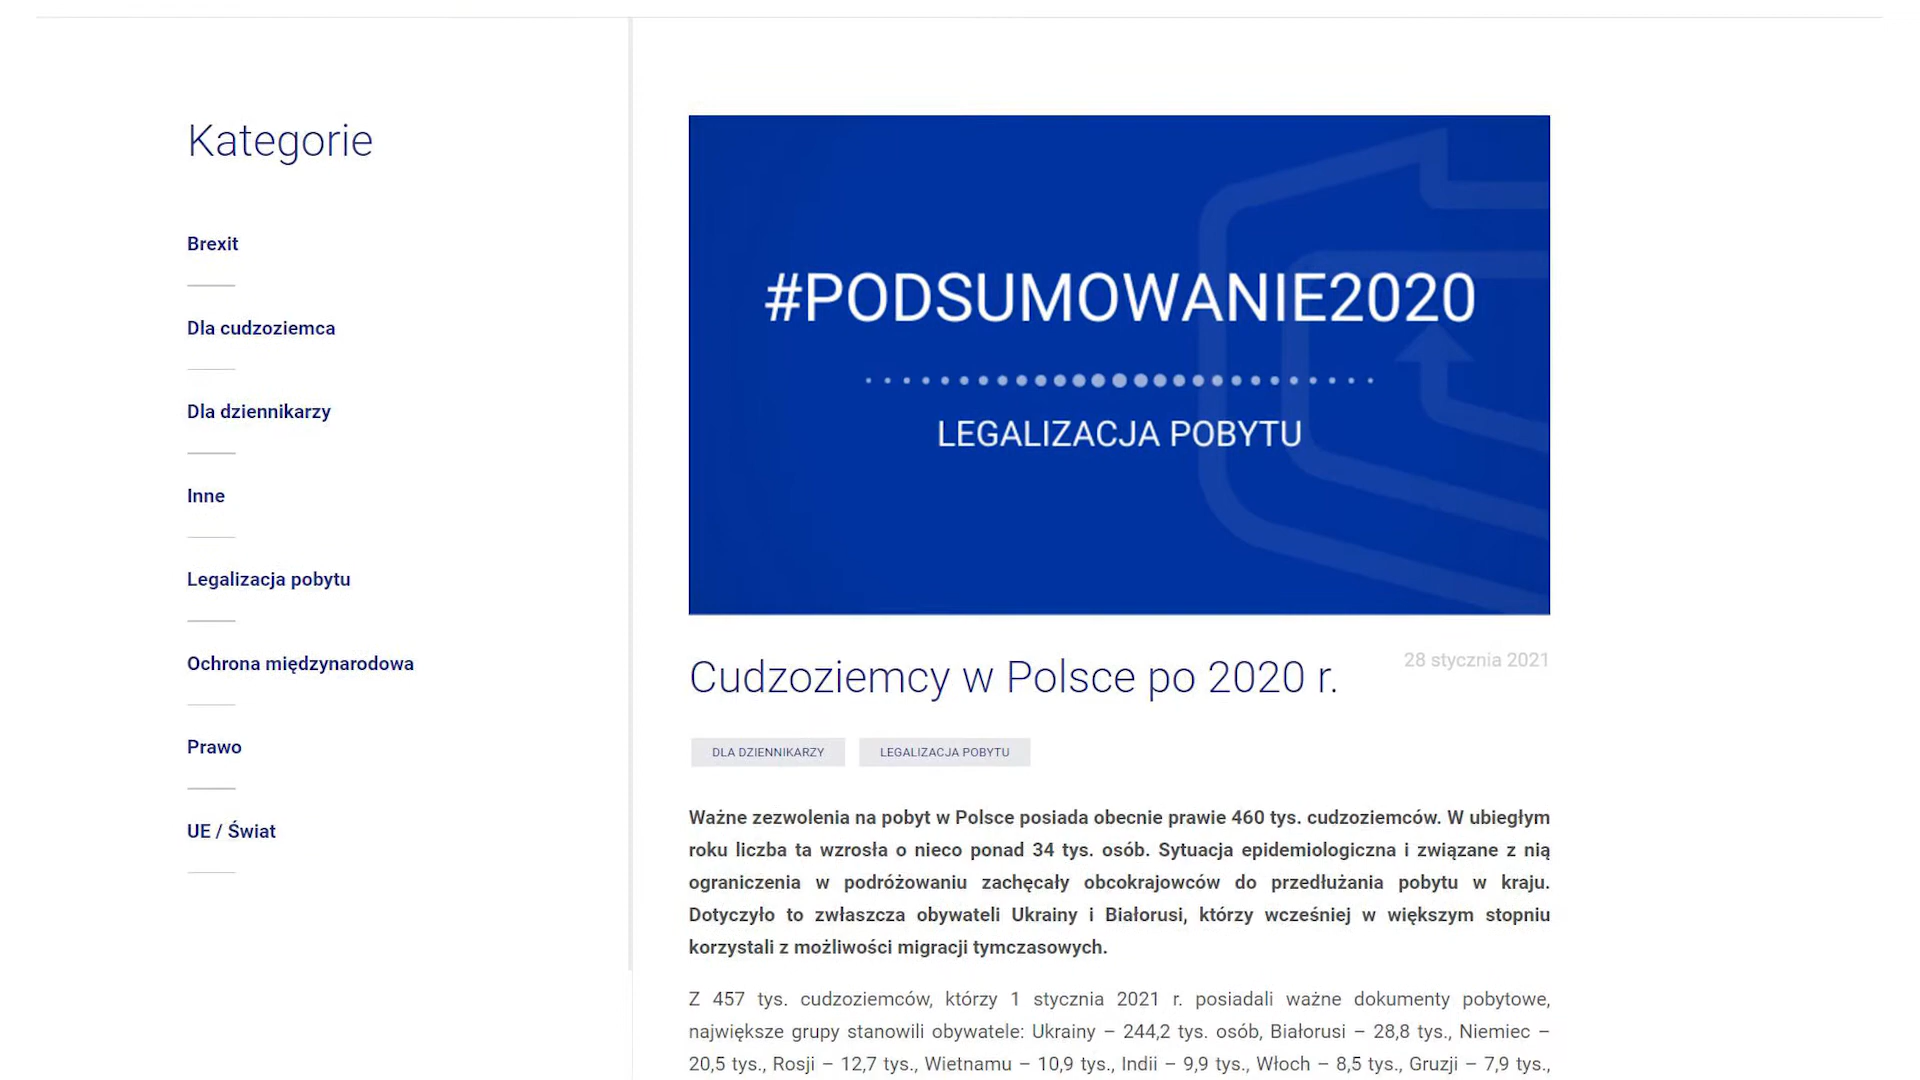 Kategorie
Brexit
Dla cudzoziemca
Dla dziennikarzy
Inne
Legalizacja pobytu
Ochrona międzynarodowa
Prawo
UE / Świat
#PODSUMOWANIE2020
LEGALIZACJA POBYTU
Cudzoziemcy w Polsce po 2020 r.
28 stycznia 2021
DLA DZIENNIKARZY
LEGALIZACJA POBYTU
Ważne zezwolenia na pobyt w Polsce posiada obecnie prawie 460 tys. cudzoziemców. W ubiegłym
roku liczba ta wzrosła o nieco ponad 34 tys. osób. Sytuacja epidemiologiczna i związane z nią
ograniczenia w podróżowaniu zachęcały obcokrajowców do przedłużania pobytu w kraju.
Dotyczyło to zwłaszcza obywateli Ukrainy i Białorusi, którzy wcześniej w większym stopniu
korzystali z możliwości migracji tymczasowych.
Z 457 tys. cudzoziemców, którzy 1 stycznia 2021 r. posiadali ważne dokumenty pobytowe,
największe grupy stanowili obywatele: Ukrainy – 244,2 tys. osób, Białorusi – 28,8 tys., Niemiec –
20,5 tys., Rosji – 12,7 tys., Wietnamu – 10,9 tys., Indii – 9,9 tys., Włoch – 8,5 tys., Gruzji – 7,9 tys.,